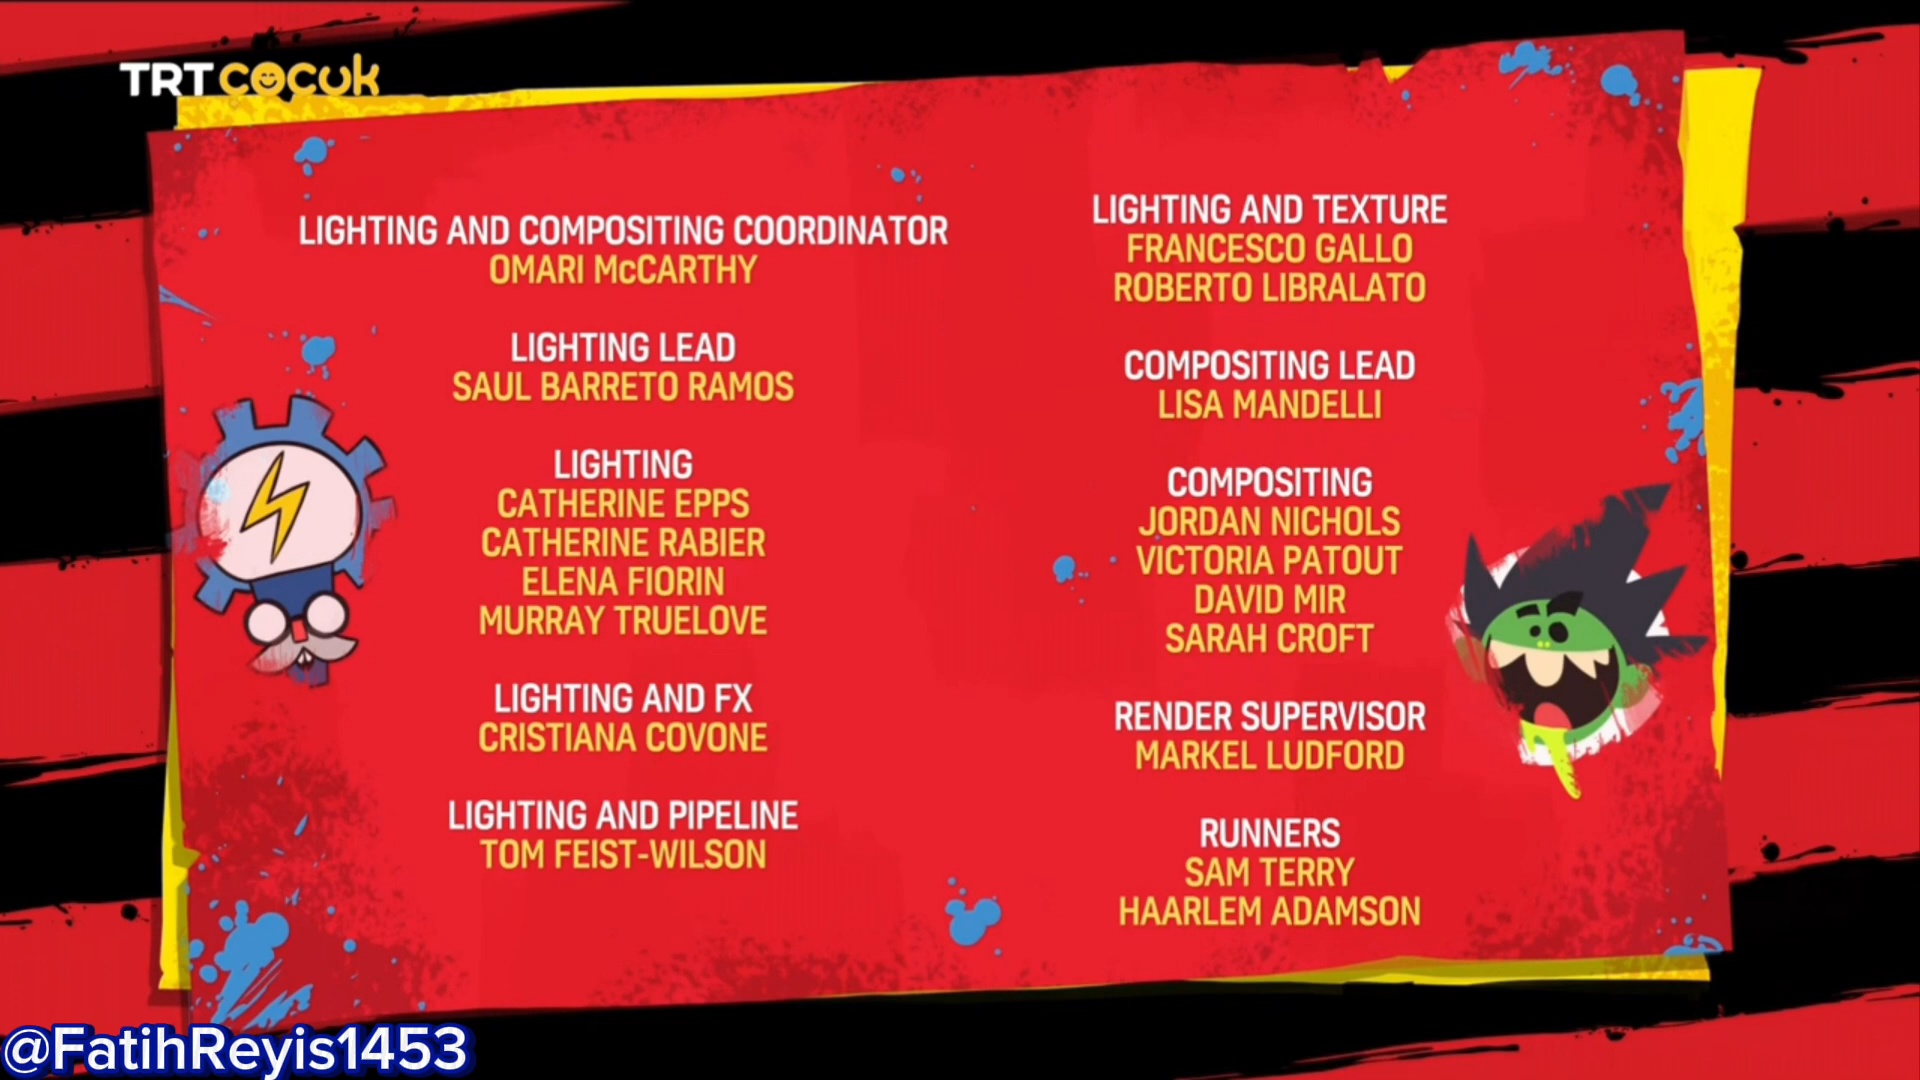 TRT çocuk
LIGHTING AND COMPOSITING COORDINATOR
OMARI McCARTHY
LIGHTING LEAD
SAUL BARRETO RAMOS
LIGHTING
CATHERINE EPPS
CATHERINE RABIER
ELENA FIORIN
MURRAY TRUELOVE
LIGHTING AND FX
CRISTIANA COVONE
LIGHTING AND PIPELINE
TOM FEIST-WILSON
LIGHTING AND TEXTURE
FRANCESCO GALLO
ROBERTO LIBRALATO
COMPOSITING LEAD
LISA MANDELLI
COMPOSITING
JORDAN NICHOLS
VICTORIA PATOUT
DAVID MIR
SARAH CROFT
RENDER SUPERVISOR
MARKEL LUDFORD
RUNNERS
SAM TERRY
HAARLEM ADAMSON
@FatihReyis1453